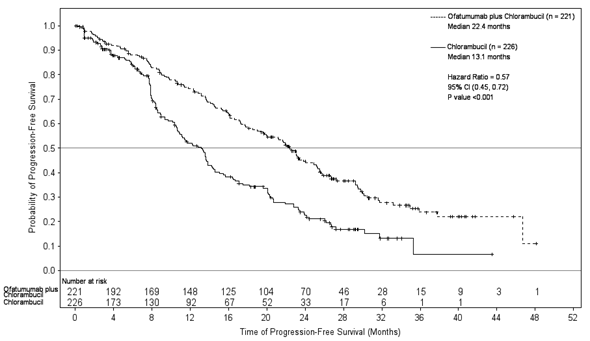 Ofatumumab plus Chlorambucil (n = 221)
Median 22.4 months
Chlorambucil (n = 226)
Median 13.1 months
Hazard Ratio = 0.57
95% CI (0.45, 0.72)
P value <0.001
Probability of Progression-Free Survival
1.0
0.9
0.8
0.7
0.6
0.5
0.4
0.3
0.2
0.1
0.0
Number at risk
Ofatumumab plus
Chlorambucil
221 192 169 148 125 104 70 46 28 15 9 3 1
Chlorambucil
226 173 130 92 67 52 33 17 6 1 1
0 4 8 12 16 20 24 28 32 36 40 44 48 52
Time of Progression-Free Survival (Months)